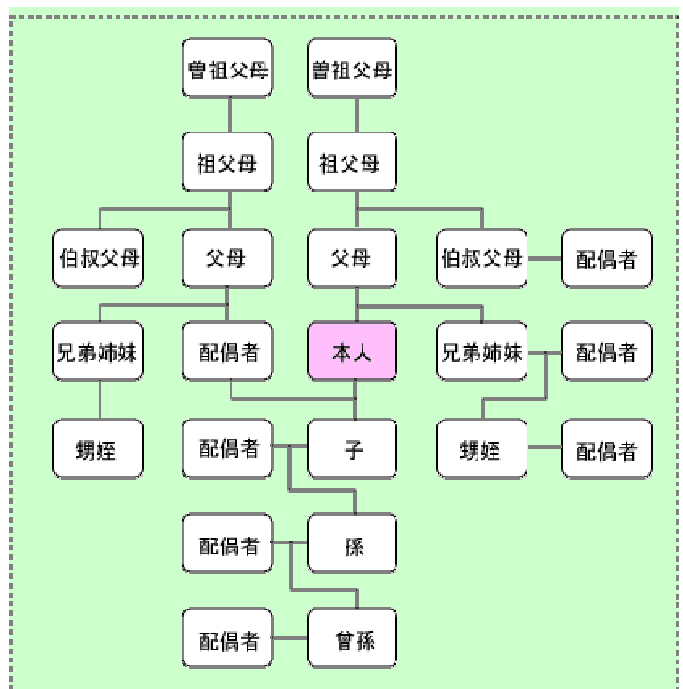 曽祖父母
曽祖父母
祖父母
祖父母
伯叔父母
父母
父母
伯叔父母
配偶者
兄弟姉妹
配偶者
本人
兄弟姉妹
配偶者
甥姪
配偶者
子
甥姪
配偶者
配偶者
孫
配偶者
曾孫